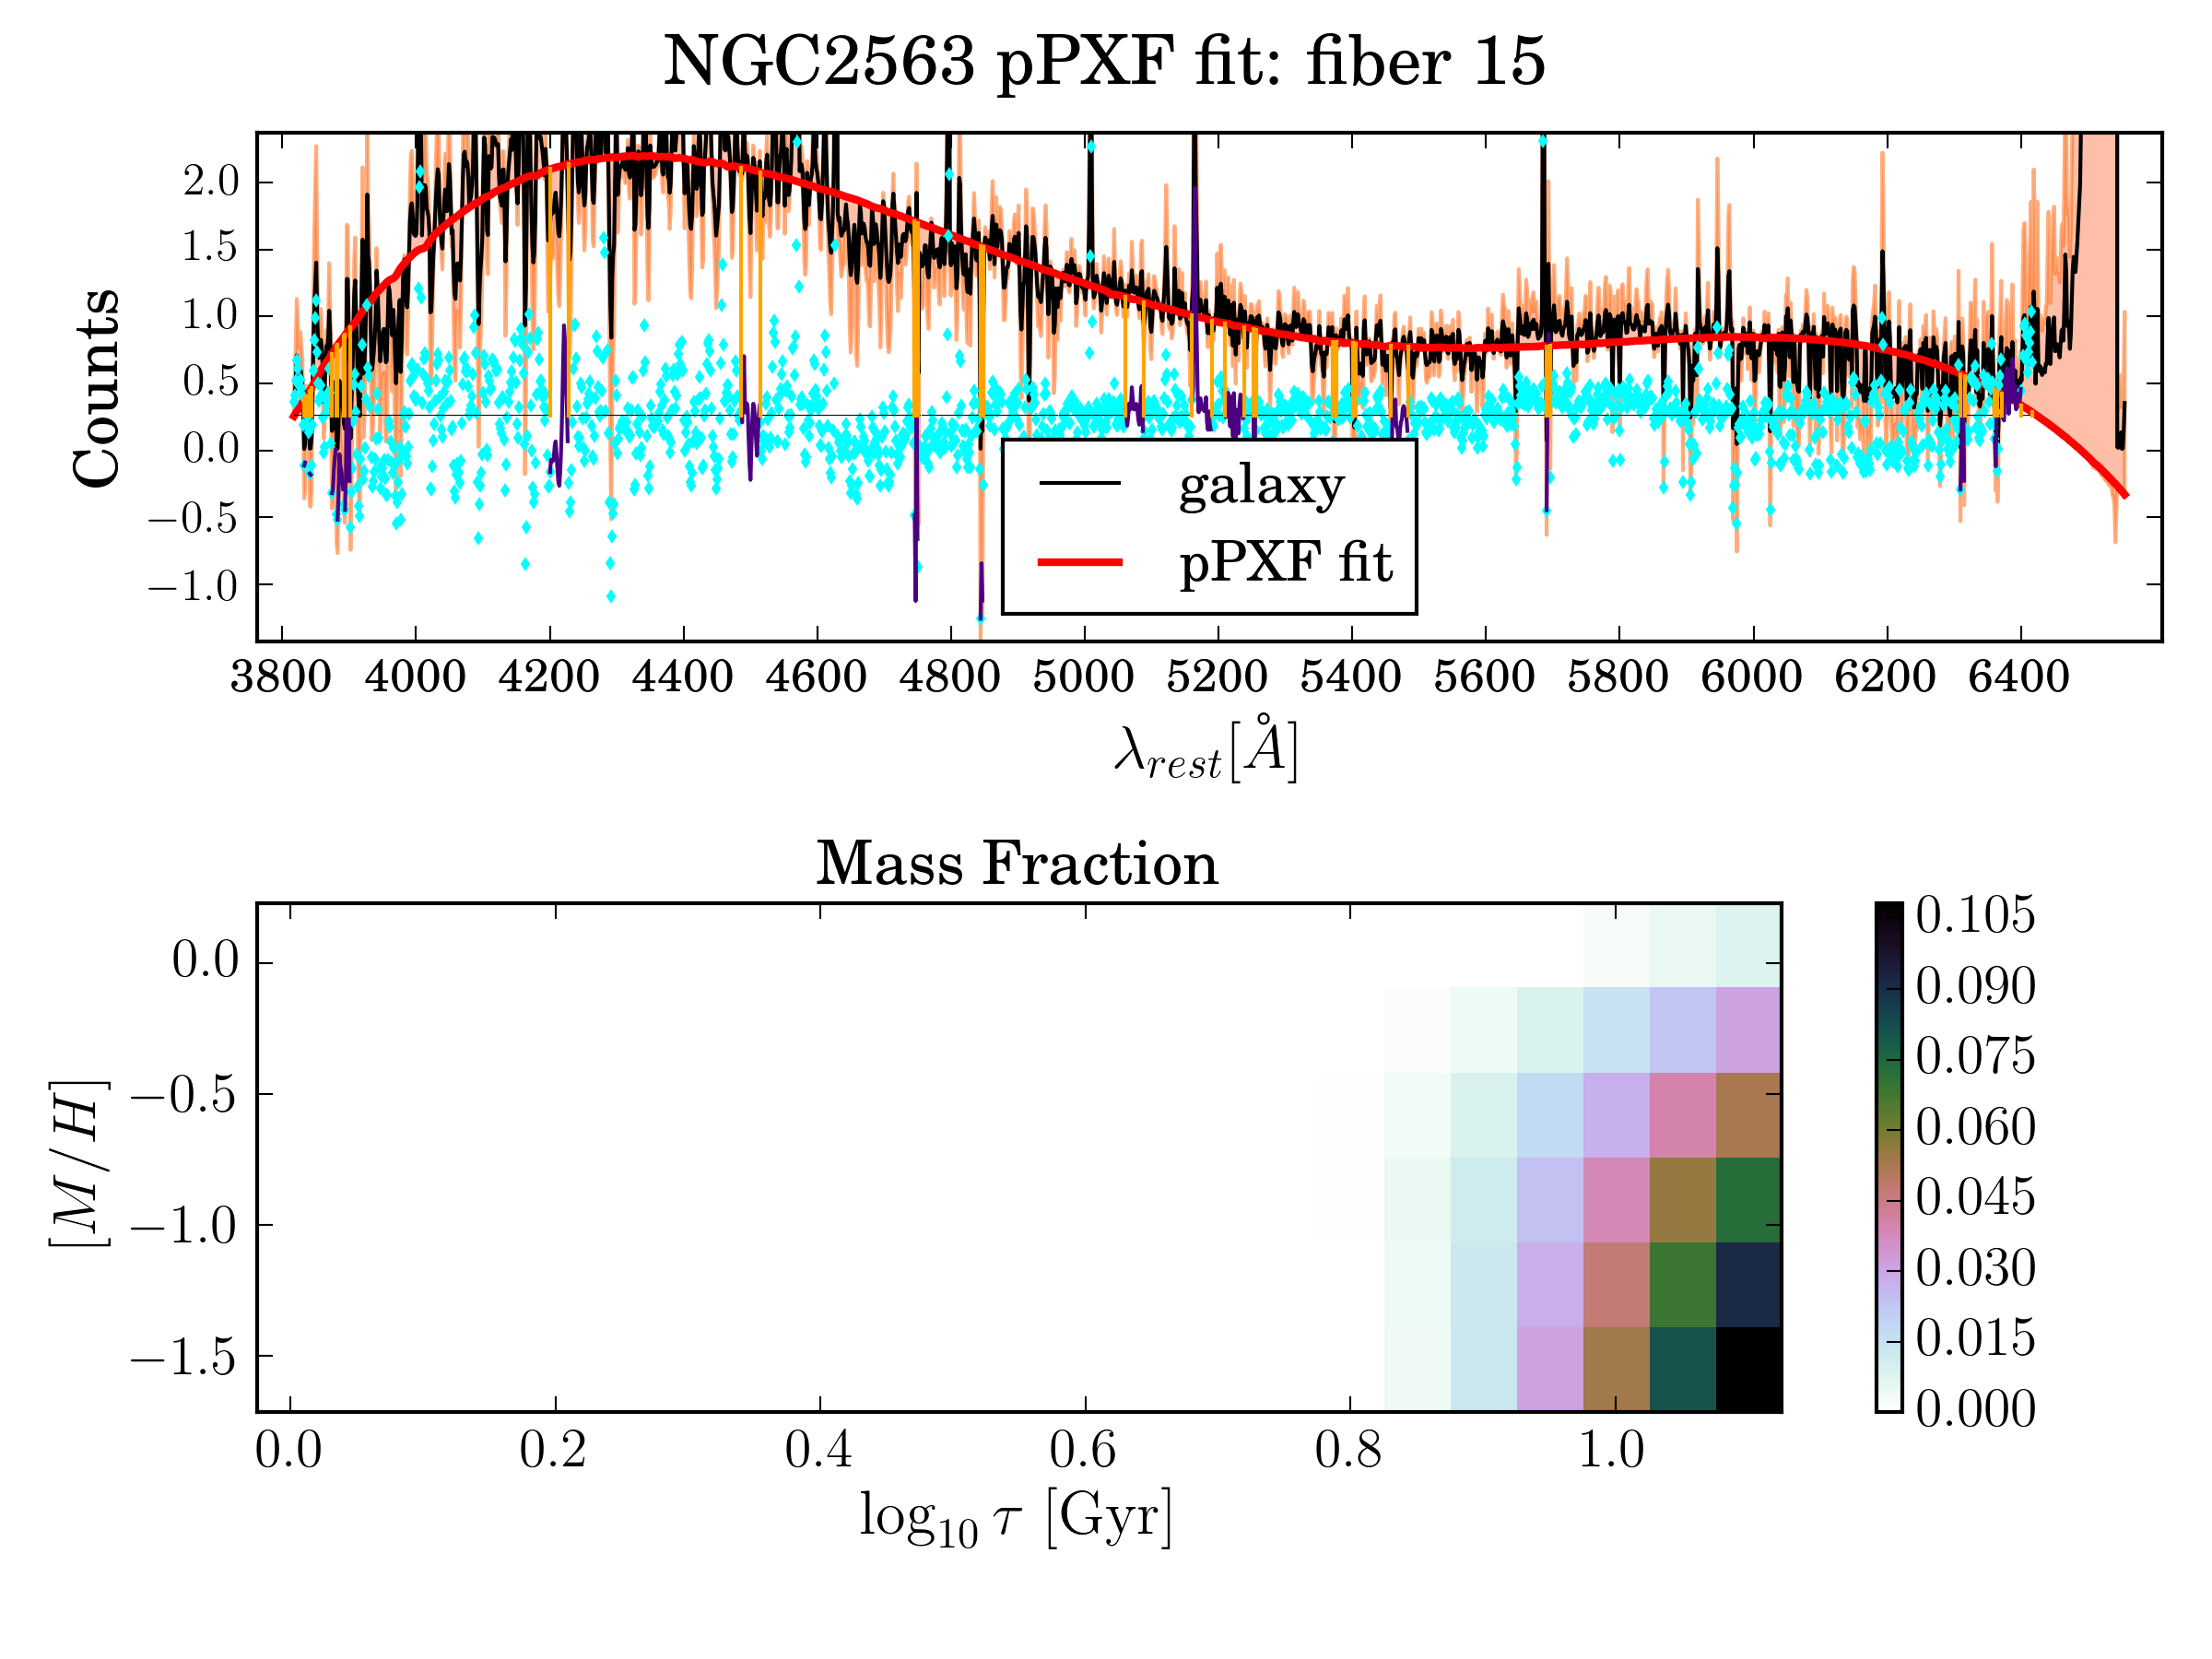 NGC2563 pPXF fit: fiber 15
Counts
2.0
1.5
1.0
0.5
0.0
−0.5
−1.0
galaxy
pPXF fit
3800 4000 4200 4400 4600 4800 5000 5200 5400 5600 5800 6000 6200 6400
λrest[Å]
Mass Fraction
[M/H]
0.0
−0.5
−1.0
−1.5
0.0 0.2 0.4 0.6 0.8 1.0
log10 τ [Gyr]
0.105
0.090
0.075
0.060
0.045
0.030
0.015
0.000